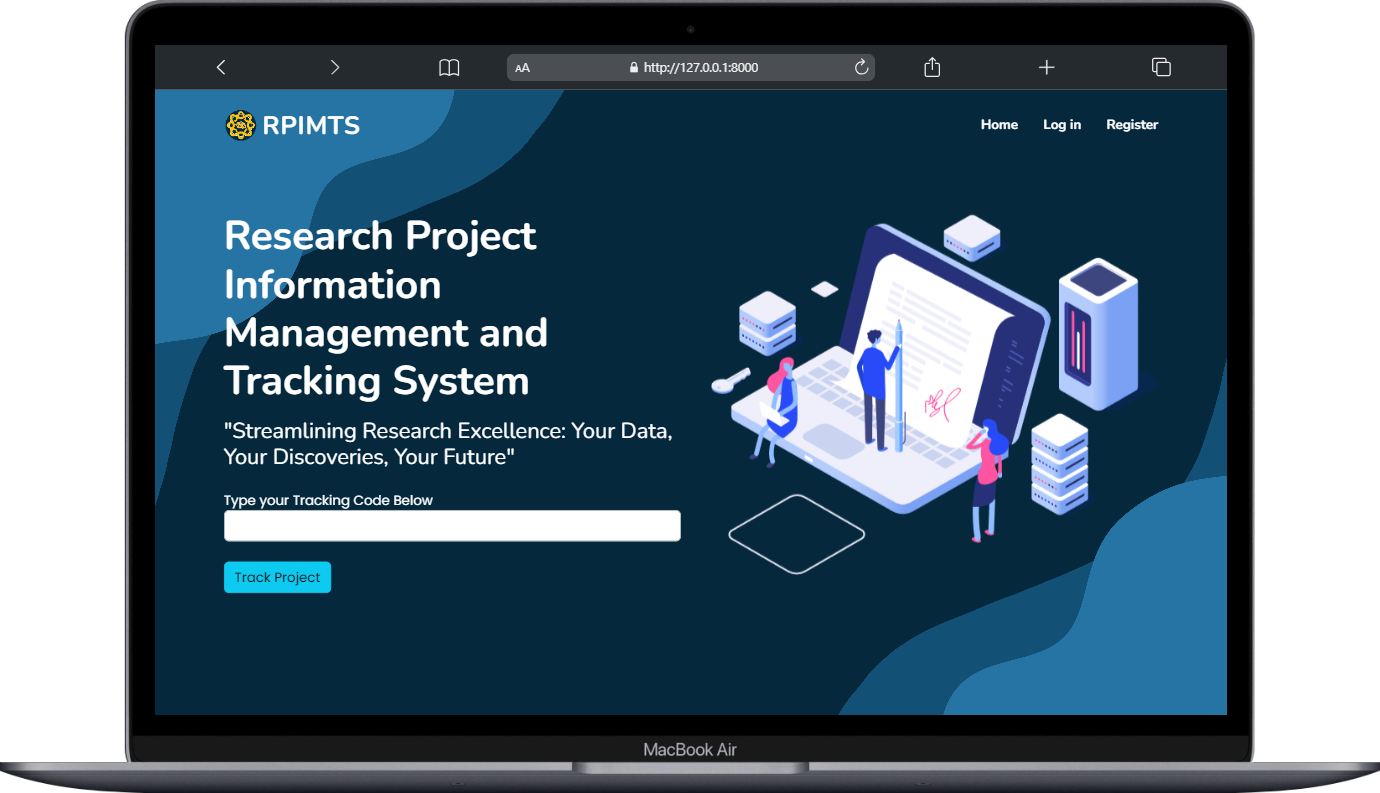 AA
http://127.0.0.1:8000
RPIMTS
Home Log in Register
Research Project
Information
Management and
Tracking System
"Streamlining Research Excellence: Your Data,
Your Discoveries, Your Future"
Type your Tracking Code Below
Track Project
MacBook Air